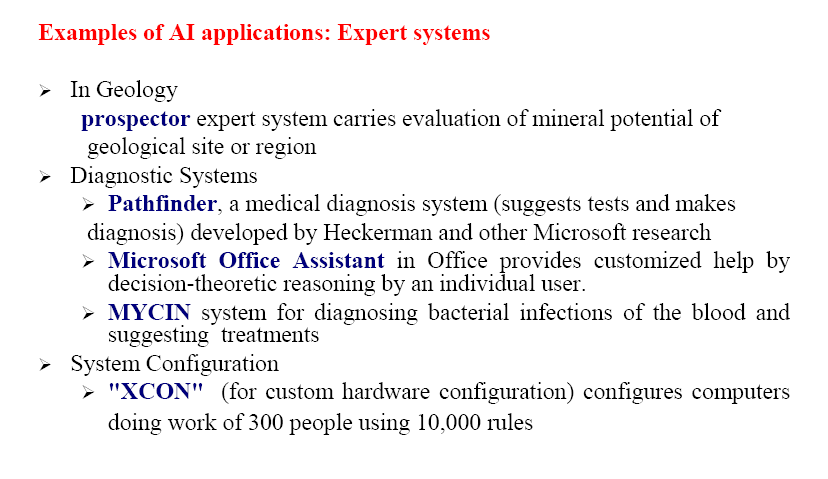 Examples of AI applications: Expert systems
➢ In Geology
prospector expert system carries evaluation of mineral potential of
geological site or region
➢ Diagnostic Systems
➢ Pathfinder, a medical diagnosis system (suggests tests and makes
diagnosis) developed by Heckerman and other Microsoft research
➢ Microsoft Office Assistant in Office provides customized help by
decision-theoretic reasoning by an individual user.
➢ MYCIN system for diagnosing bacterial infections of the blood and
suggesting treatments
➢ System Configuration
➢ "XCON" (for custom hardware configuration) configures computers
doing work of 300 people using 10,000 rules